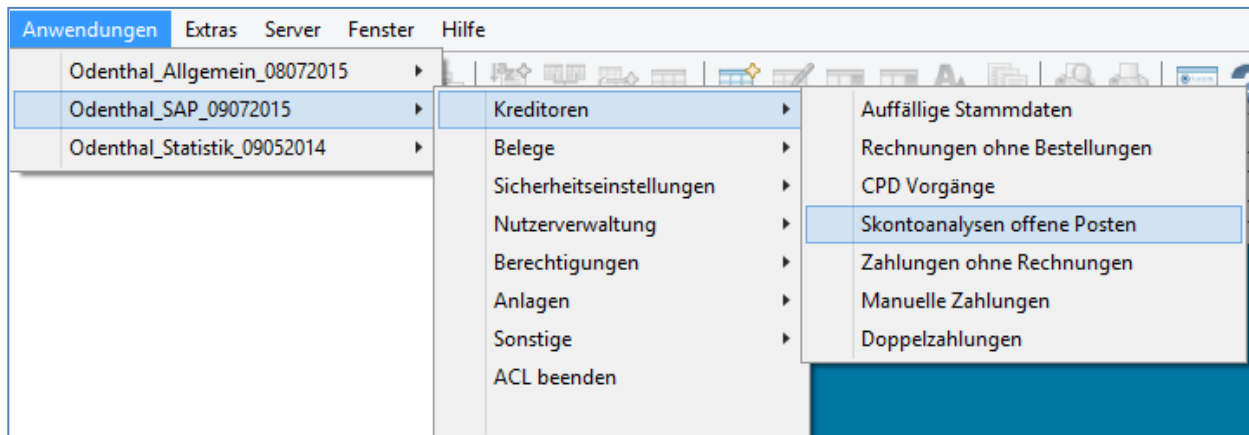 Anwendungen Extras Server Fenster Hilfe
Odenthal_Allgemein_08072015
Odenthal_SAP_09072015
Odenthal_Statistik_09052014
Kreditoren
Belege
Sicherheitseinstellungen
Nutzerverwaltung
Berechtigungen
Anlagen
Sonstige
ACL beenden
Auffällige Stammdaten
Rechnungen ohne Bestellungen
CPD Vorgänge
Skontoanalysen offene Posten
Zahlungen ohne Rechnungen
Manuelle Zahlungen
Doppelzahlungen